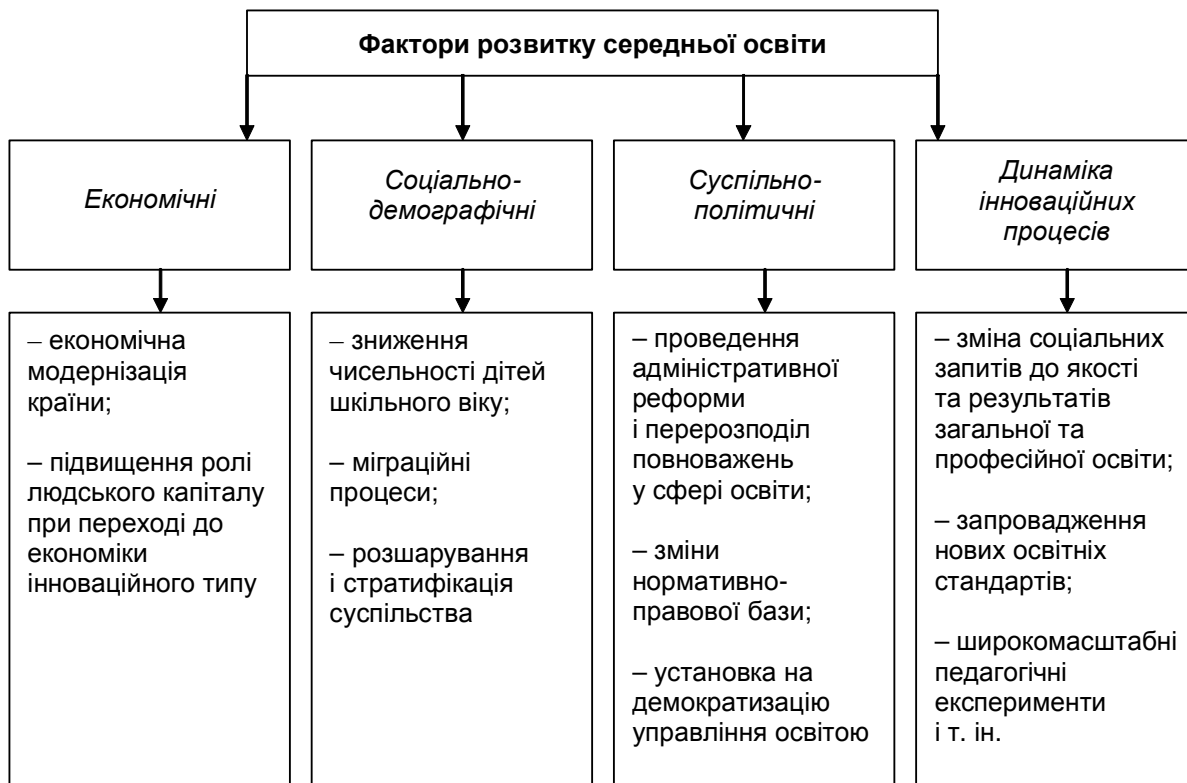 Фактори розвитку середньої освіти
Економічні
Соціально-
демографічні
Суспільно-
політичні
Динаміка
інноваційних
процесів
– економічна
модернізація
країни;
– підвищення ролі
людського капіталу
при переході до
економіки
інноваційного типу
– зниження
чисельності дітей
шкільного віку;
– міграційні
процеси;
– розшарування
і стратифікація
суспільства
– проведення
адміністративної
реформи
і перерозподіл
повноважень
у сфері освіти;
– зміни
нормативно-
правової бази;
– установка на
демократизацію
управління освітою
– зміна соціальних
запитів до якості
та результатів
загальної та
професійної освіти;
– запровадження
нових освітніх
стандартів;
– широкомасштабні
педагогічні
експерименти
і т. ін.